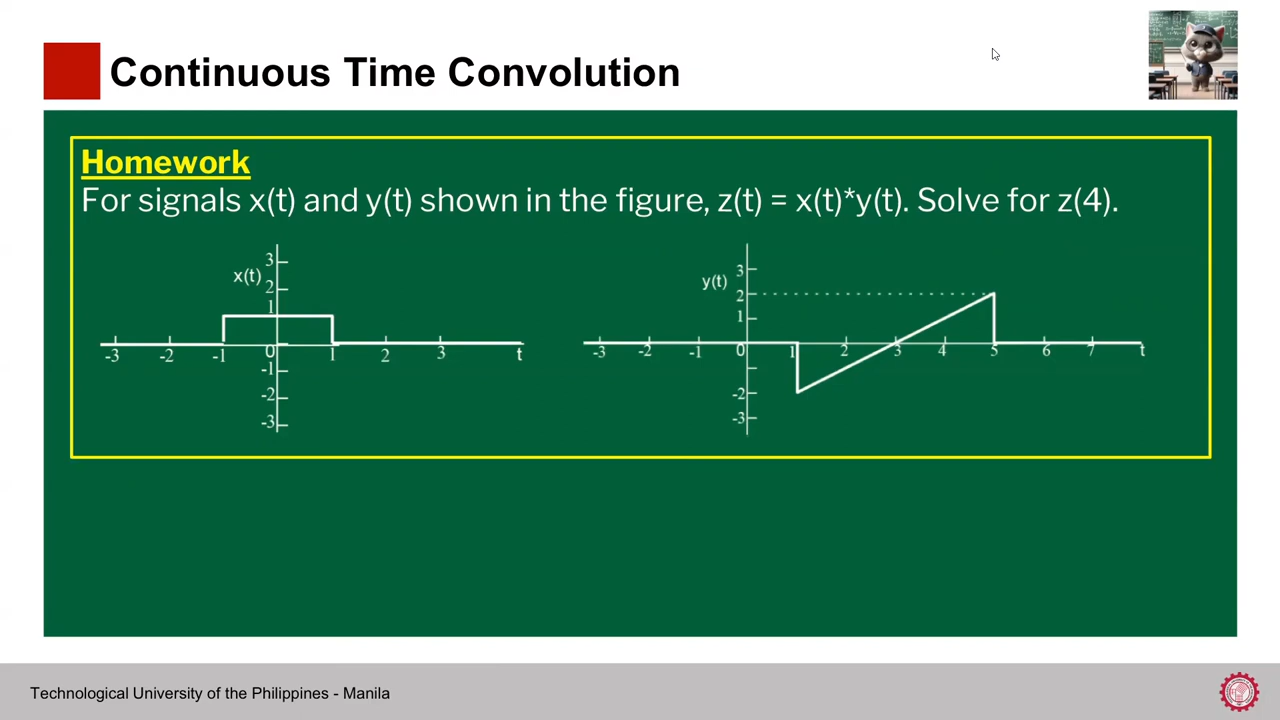 Continuous Time Convolution
Homework
For signals x(t) and y(t) shown in the figure, z(t) = x(t)*y(t). Solve for z(4).
x(t)
3
2
1
-3 -2 -1 0 1 2 3 t
-1
-2
-3
y(t)
3
2
1
-3 -2 -1 0 1 2 3 4 5 6 7 t
-2
-3
Technological University of the Philippines - Manila